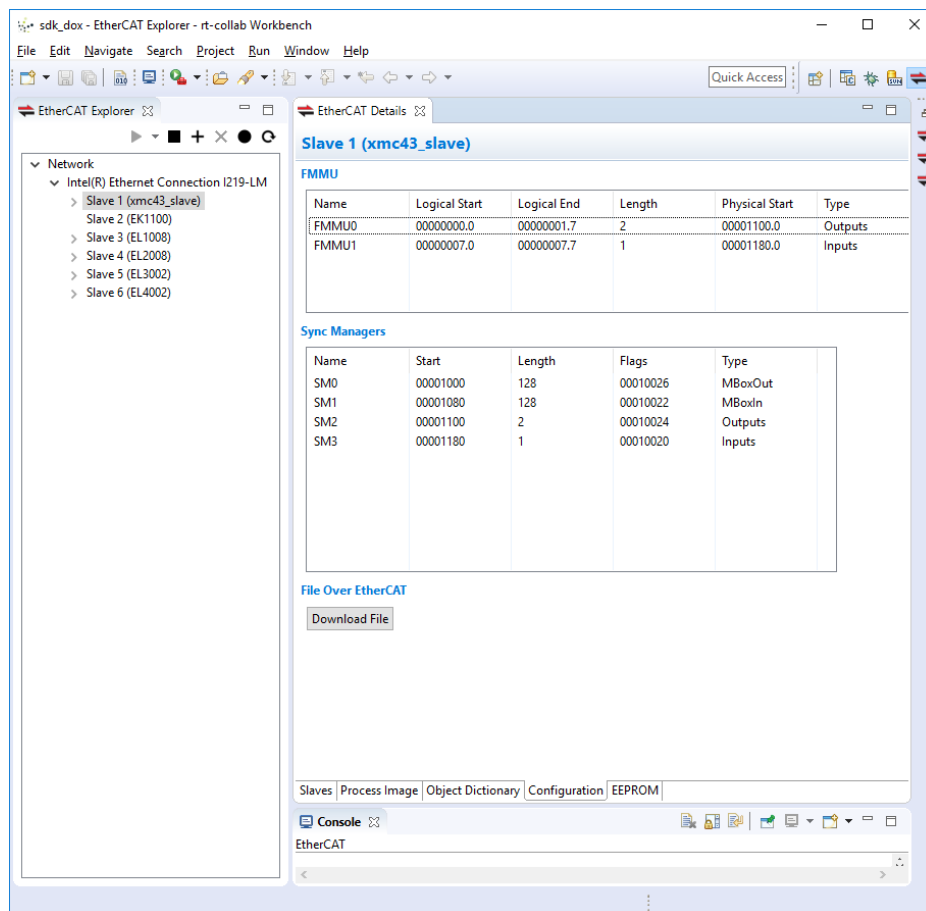 sdk_dox - EtherCAT Explorer - rt-collab Workbench
File Edit Navigate Search Project Run Window Help
Quick Access
EtherCAT Explorer
Network
Intel(R) Ethernet Connection I219-LM
Slave 1 (xmc43_slave)
Slave 2 (EK1100)
Slave 3 (EL1008)
Slave 4 (EL2008)
Slave 5 (EL3002)
Slave 6 (EL4002)
EtherCAT Details
Slave 1 (xmc43_slave)
FMMU
Name Logical Start Logical End Length Physical Start Type
FMMU0 00000000.0 00000001.7 2 00001100.0 Outputs
FMMU1 00000007.0 00000007.7 1 00001180.0 Inputs
Sync Managers
Name Start Length Flags Type
SM0 00001000 128 00010026 MBoxOut
SM1 00001080 128 00010022 MBoxIn
SM2 00001100 2 00010024 Outputs
SM3 00001180 1 00010020 Inputs
File Over EtherCAT
Download File
Slaves Process Image Object Dictionary Configuration EEPROM
Console
EtherCAT